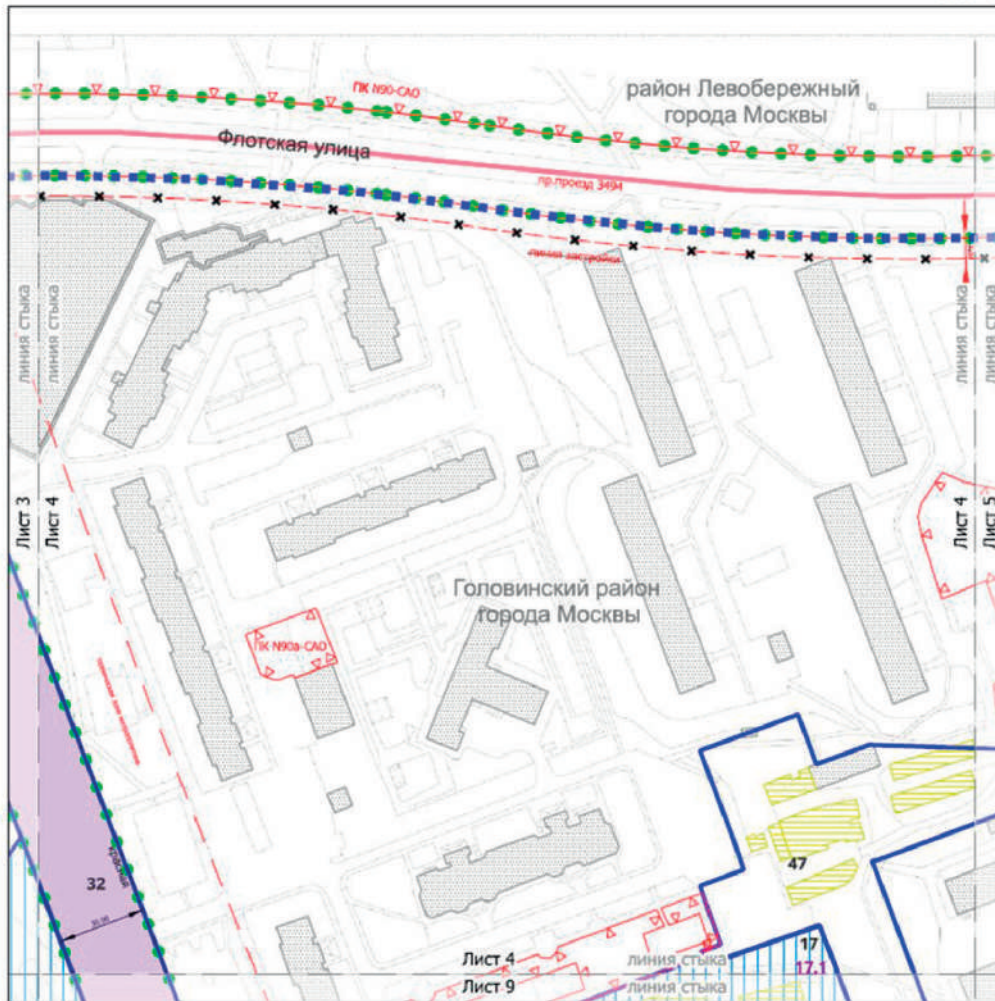 ПК N90-САО
район Левобережный
города Москвы
Флотская улица
пр.проезд 3494
линия застройки
линия стыка
линия стыка
линия стыка
линия стыка
Лист 3
Лист 4
Лист 4
Лист 5
Головинский район
города Москвы
ПК N90а-САО
32
30.00
47
17
17.1
Лист 4
линия стыка
Лист 9
линия стыка